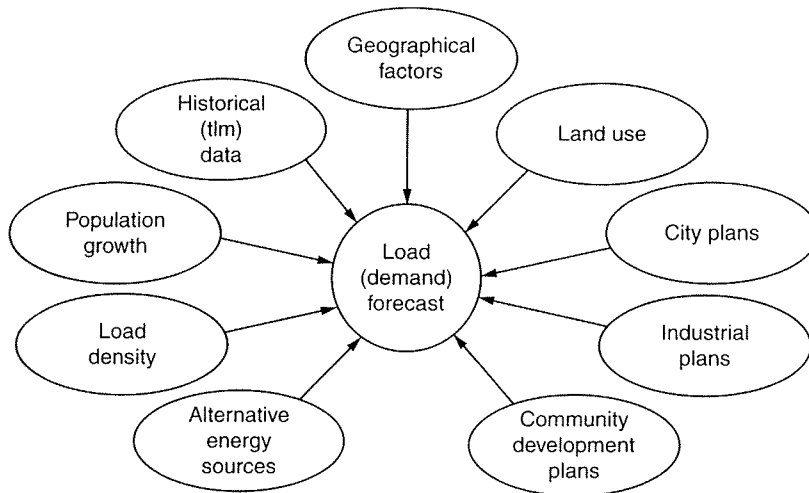 Geographical
factors
Historical
(tlm)
data
Land use
Population
growth
City plans
Load
(demand)
forecast
Load
density
Industrial
plans
Alternative
energy
sources
Community
development
plans